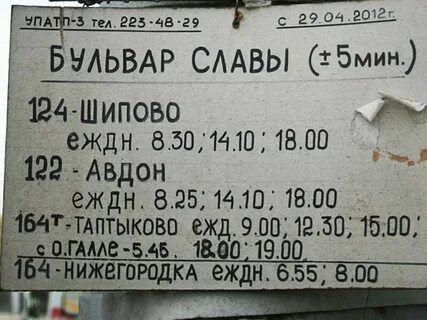 УПАТП-3 тел. 223-48-29 с 29.04.2012г.
БУЛЬВАР СЛАВЫ (±5мин.)
124-ШИПОВО
еждн. 8.30; 14.10; 18.00
122-АВДОН
еждн. 8.25; 14.10; 18.00
164т-ТАПТЫКОВО ежд. 9.00; 12.30; 15.00;
с О.ГАЛЛЕ-5.45. 18.00; 19.00.
164-НИЖЕГОРОДКА еждн. 6.55; 8.00